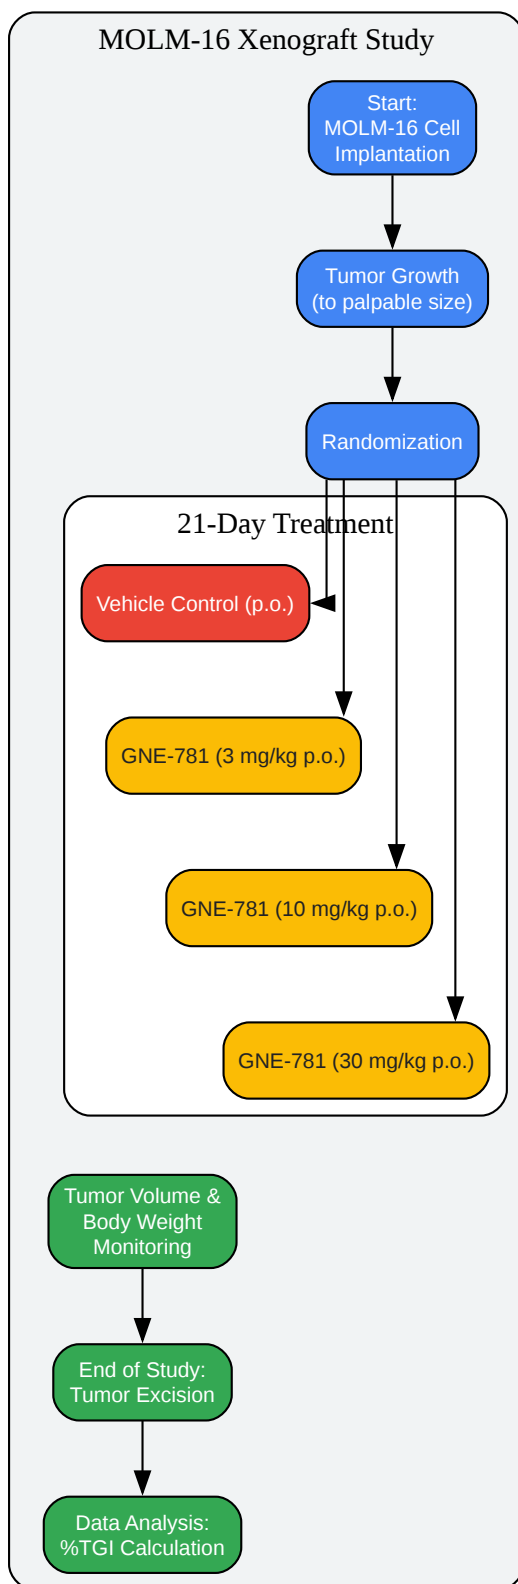 MOLM-16 Xenograft Study
Start:
MOLM-16 Cell
Implantation
Tumor Growth
(to palpable size)
Randomization
21-Day Treatment
Vehicle Control (p.o.)
GNE-781 (3 mg/kg p.o.)
GNE-781 (10 mg/kg p.o.)
GNE-781 (30 mg/kg p.o.)
Tumor Volume &
Body Weight
Monitoring
End of Study:
Tumor Excision
Data Analysis:
%TGI Calculation